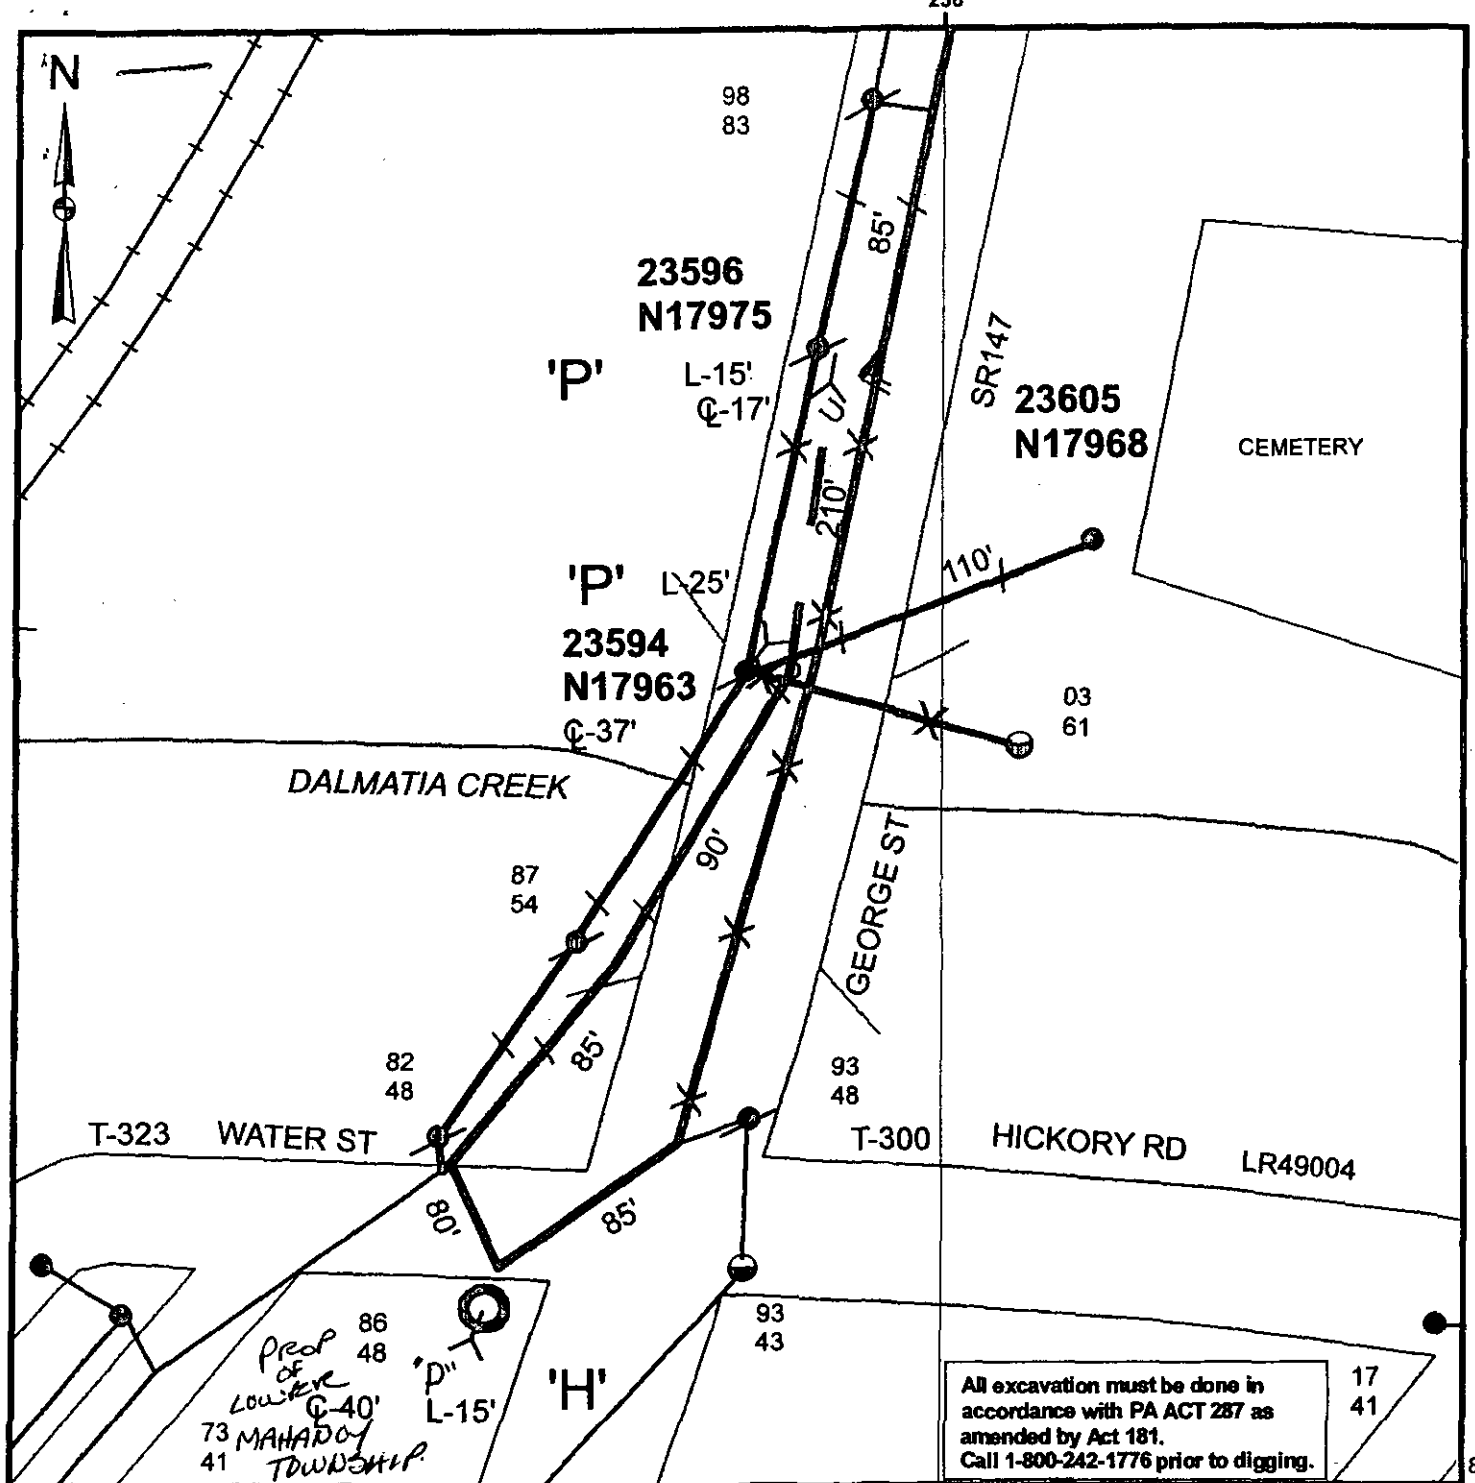 N
98
83
85'
23596
N17975
'P'
L-15'
℄-17'
U
SR147
23605
N17968
CEMETERY
210'
110'
'P'
L-25'
23594
N17963
℄-37'
03
61
DALMATIA CREEK
90'
87
54
GEORGE ST
85'
82
48
93
48
T-323
WATER ST
T-300
HICKORY RD
LR49004
80'
85'
86
48
93
43
PROP
OF
LOWER
℄-40'
"P"
L-15'
'H'
73
41
MAHANOY
TOWNSHIP.
All excavation must be done in
accordance with PA ACT 287 as
amended by Act 181.
Call 1-800-242-1776 prior to digging.
17
41